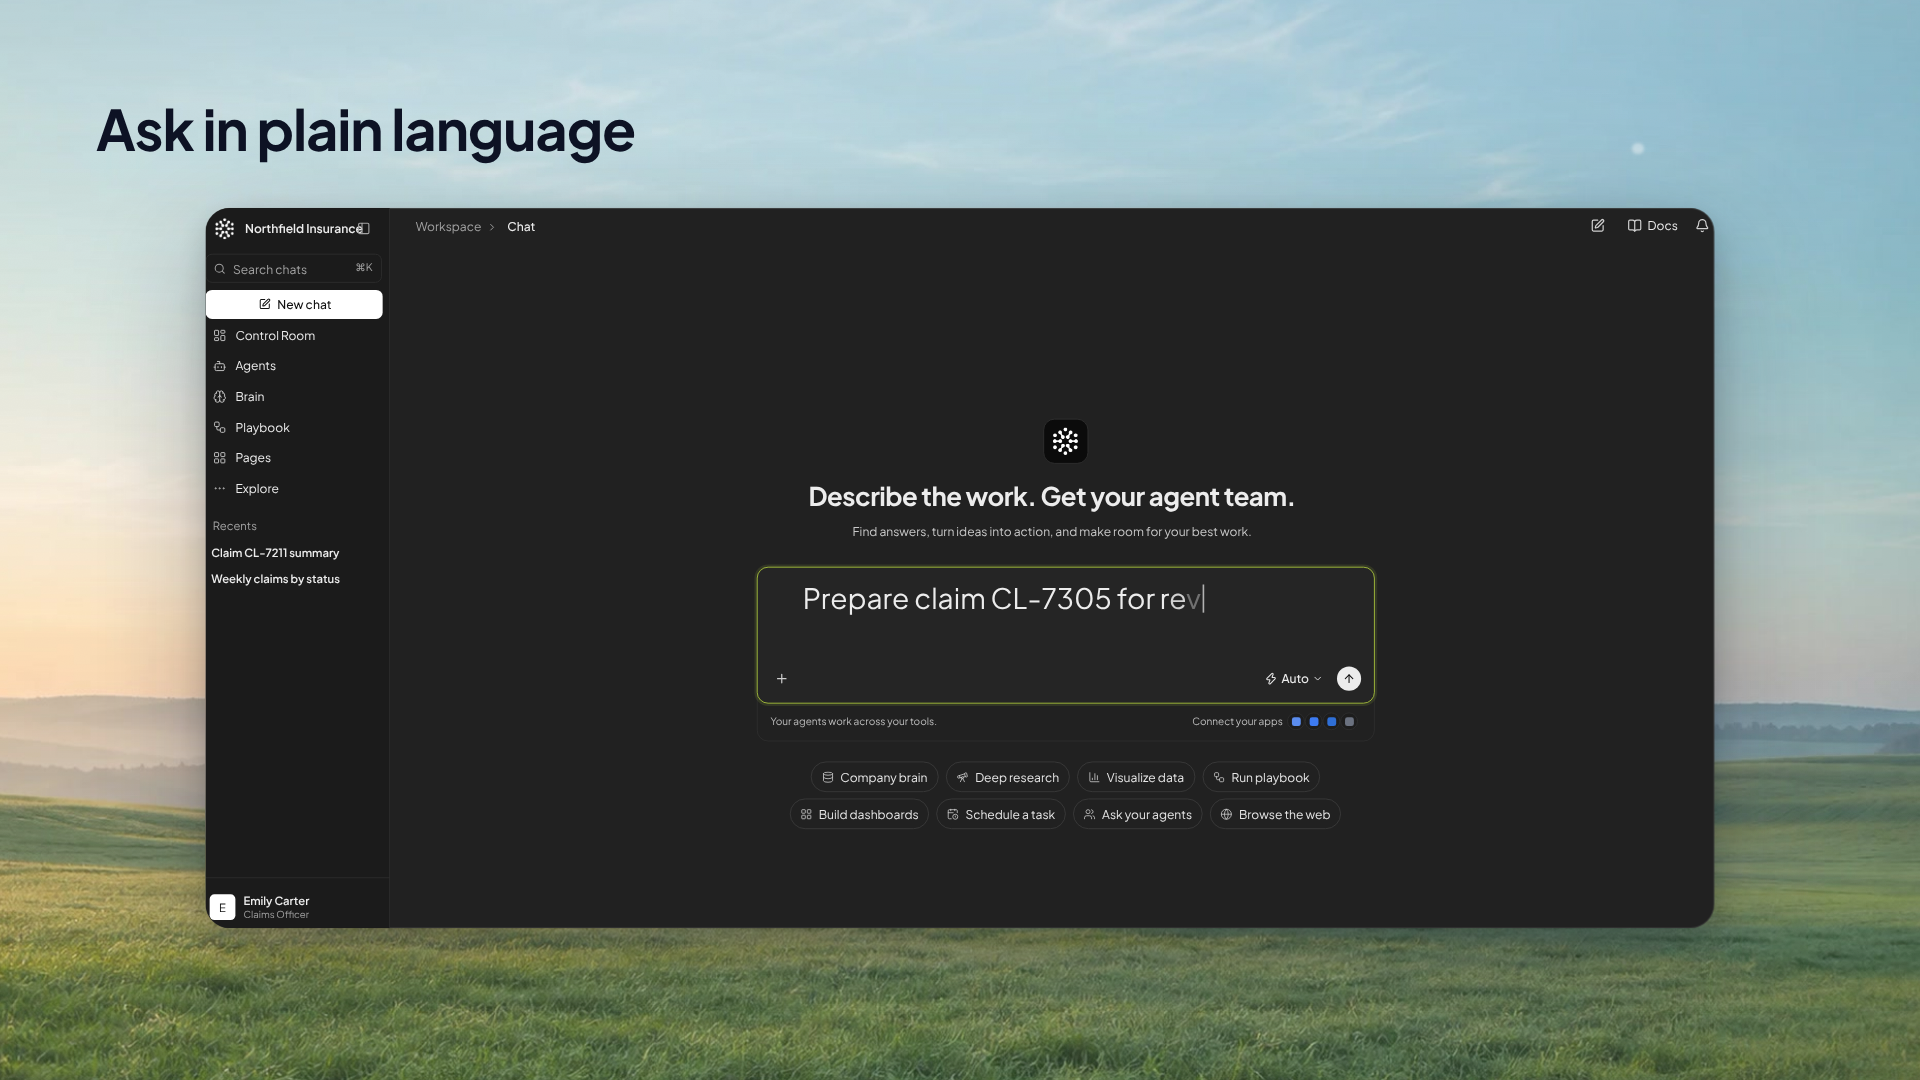 Ask in plain language
Northfield Insurance
Search chats ⌘K
New chat
Control Room
Agents
Brain
Playbook
Pages
Explore
Recents
Claim CL-7211 summary
Weekly claims by status
E
Emily Carter
Claims Officer
Workspace > Chat
Docs
Describe the work. Get your agent team.
Find answers, turn ideas into action, and make room for your best work.
Prepare claim CL-7305 for rev
+
Auto
Your agents work across your tools.
Connect your apps
Company brain
Deep research
Visualize data
Run playbook
Build dashboards
Schedule a task
Ask your agents
Browse the web